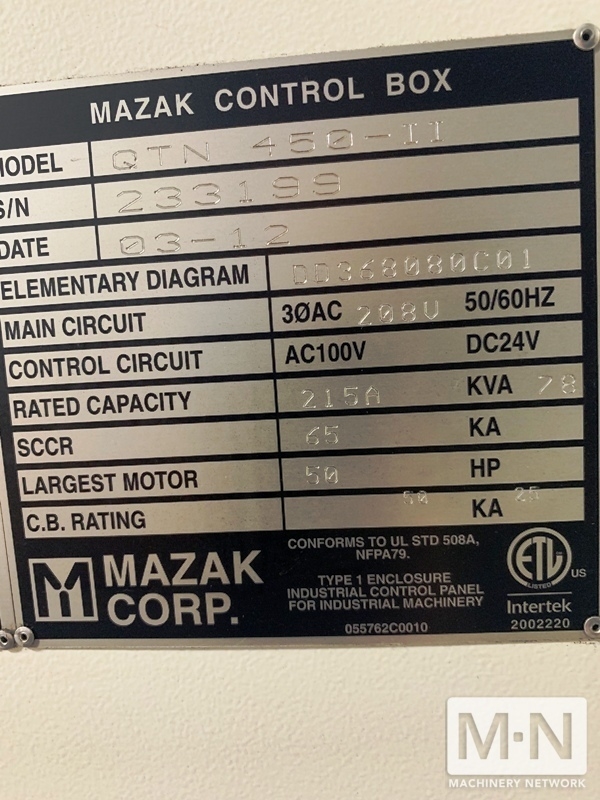 MAZAK CONTROL BOX
MODEL QTN 450-II
S/N 233199
DATE 03-12
ELEMENTARY DIAGRAM DD368080C01
MAIN CIRCUIT 3ØAC 208V 50/60HZ
CONTROL CIRCUIT AC100V DC24V
RATED CAPACITY 215A KVA 78
SCCR 65 KA
LARGEST MOTOR 50 HP
C.B. RATING 50 KA 25
M MAZAK CORP.
CONFORMS TO UL STD 508A,
NFPA79.
TYPE 1 ENCLOSURE
INDUSTRIAL CONTROL PANEL
FOR INDUSTRIAL MACHINERY
055762C0010
ETL US
LISTED
Intertek
2002220
M·N
MACHINERY NETWORK